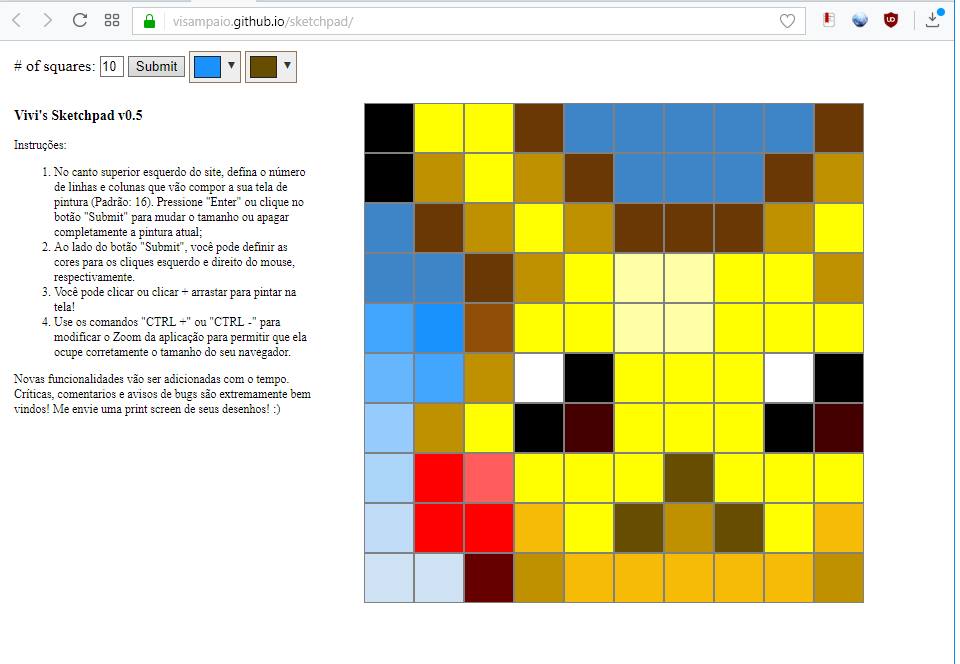 visampaio.github.io/sketchpad/
# of squares: 10 Submit
Vivi's Sketchpad v0.5
Instruções:
1. No canto superior esquerdo do site, defina o número
de linhas e colunas que vão compor a sua tela de
pintura (Padrão: 16). Pressione "Enter" ou clique no
botão "Submit" para mudar o tamanho ou apagar
completamente a pintura atual;
2. Ao lado do botão "Submit", você pode definir as
cores para os cliques esquerdo e direito do mouse,
respectivamente.
3. Você pode clicar ou clicar + arrastar para pintar na
tela!
4. Use os comandos "CTRL +" ou "CTRL -" para
modificar o Zoom da aplicação para permitir que ela
ocupe corretamente o tamanho do seu navegador.
Novas funcionalidades vão ser adicionadas com o tempo.
Críticas, comentarios e avisos de bugs são extremamente bem
vindos! Me envie uma print screen de seus desenhos! :)